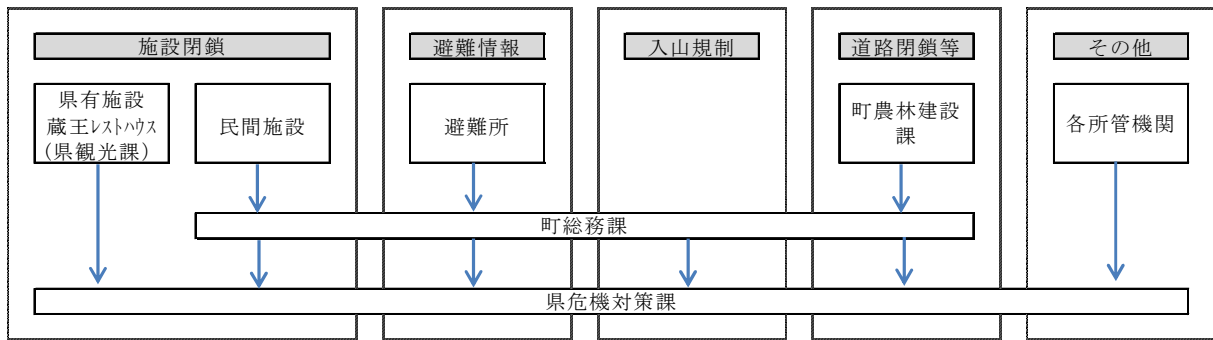 施設閉鎖
避難情報
入山規制
道路閉鎖等
その他
県有施設
蔵王ﾚｽﾄﾊｳｽ
(県観光課)
民間施設
避難所
町農林建設
課
各所管機関
町総務課
県危機対策課